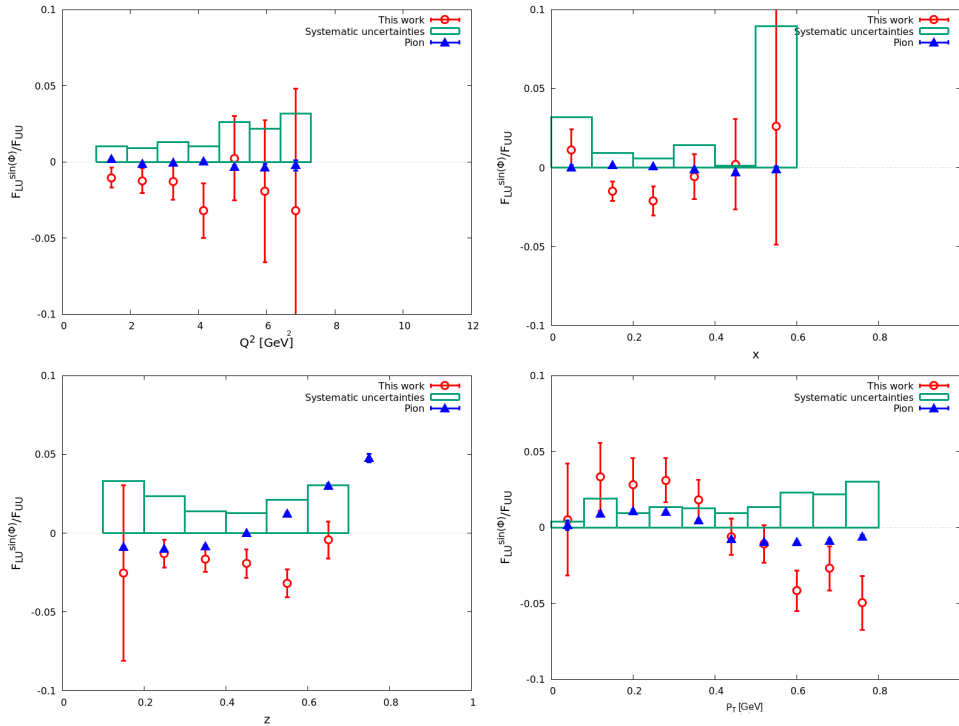 This work
Systematic uncertainties
Pion
0.1
0.05
0
-0.05
-0.1
F_LU^sin(Φ)/F_UU
0 2 4 6 8 10 12
Q² [GeV²]
This work
Systematic uncertainties
Pion
0.1
0.05
0
-0.05
-0.1
F_LU^sin(Φ)/F_UU
0 0.2 0.4 0.6 0.8
x
This work
Systematic uncertainties
Pion
0.1
0.05
0
-0.05
-0.1
F_LU^sin(Φ)/F_UU
0 0.2 0.4 0.6 0.8 1
z
This work
Systematic uncertainties
Pion
0.1
0.05
0
-0.05
-0.1
F_LU^sin(Φ)/F_UU
0 0.2 0.4 0.6 0.8
P_T [GeV]